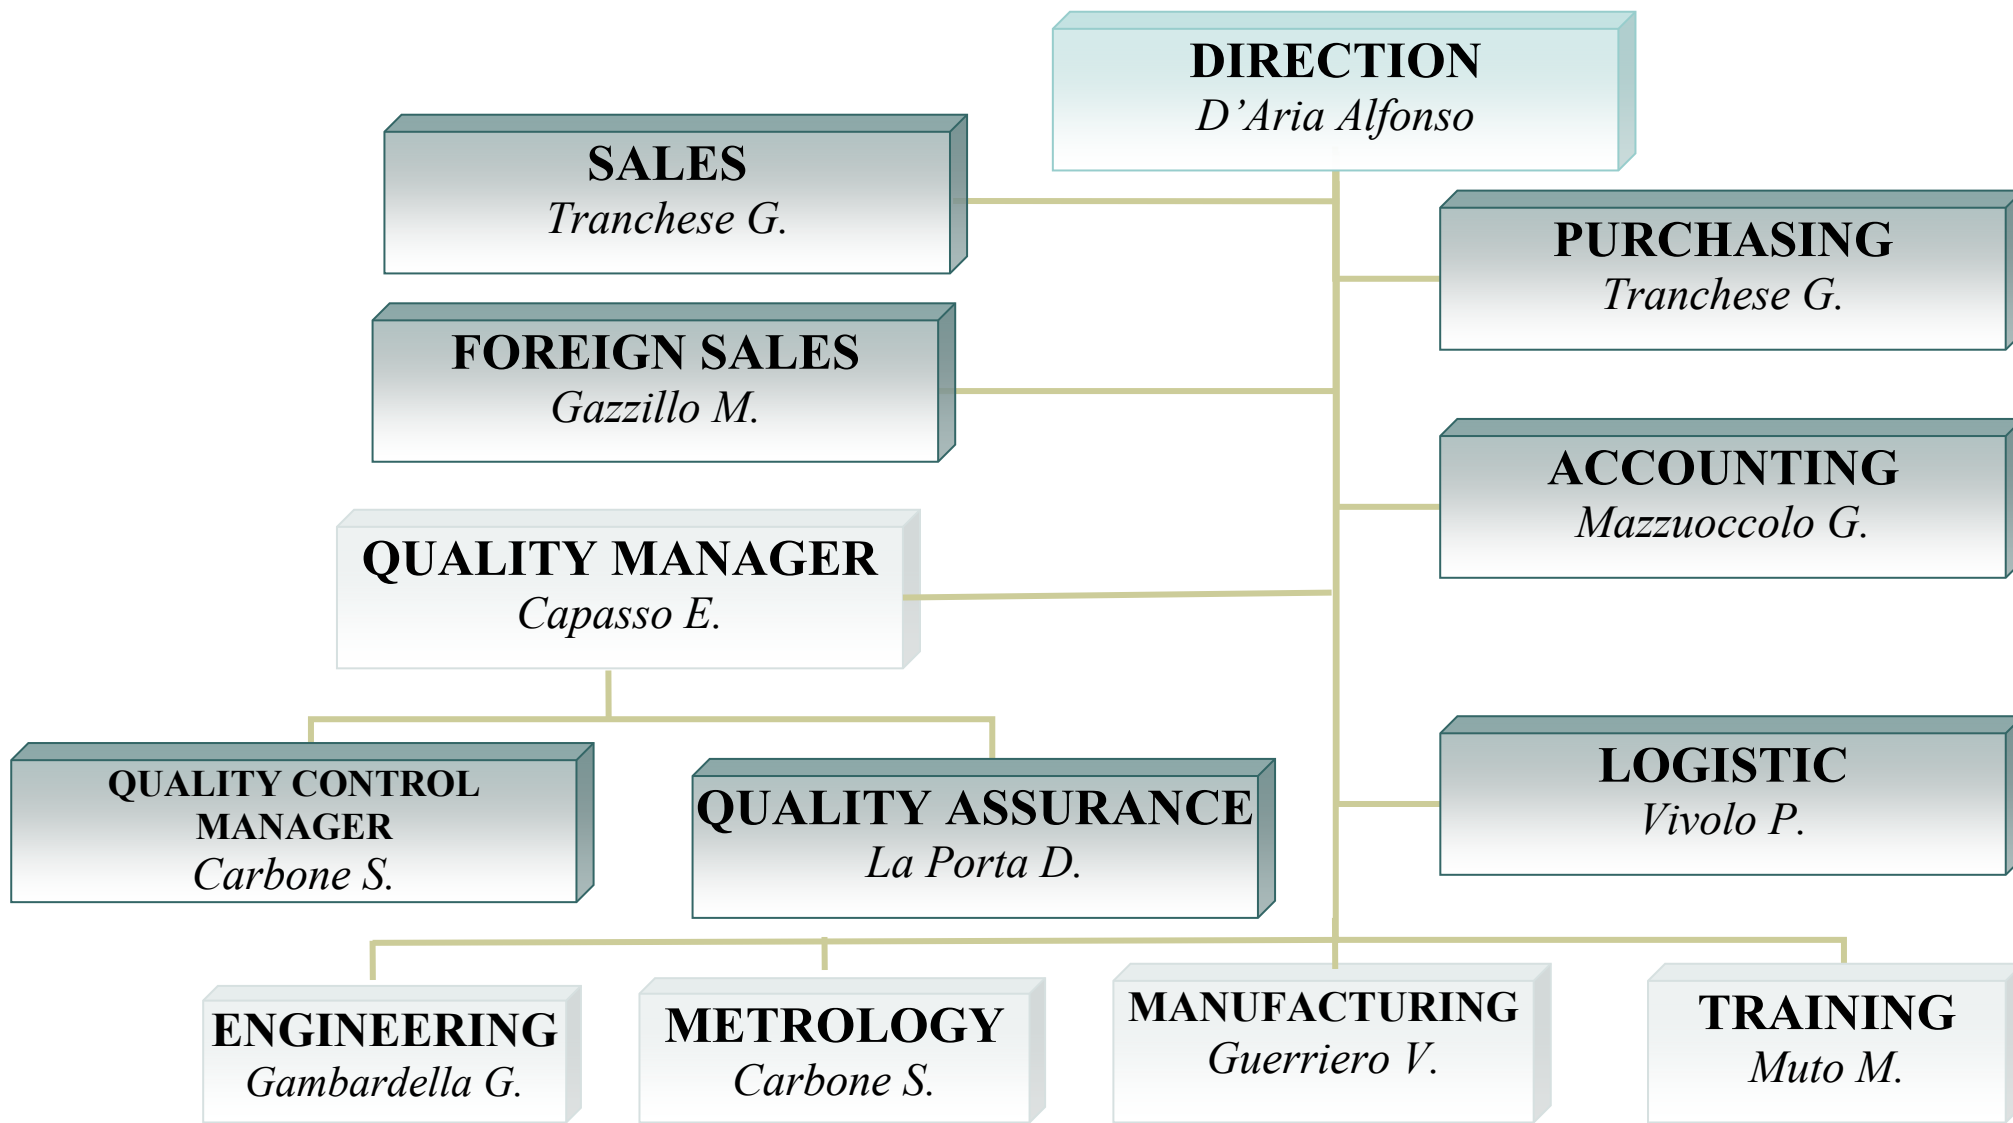 DIRECTION
D’Aria Alfonso
SALES
Tranchese G.
PURCHASING
Tranchese G.
FOREIGN SALES
Gazzillo M.
ACCOUNTING
Mazzuoccolo G.
QUALITY MANAGER
Capasso E.
QUALITY CONTROL
MANAGER
Carbone S.
QUALITY ASSURANCE
La Porta D.
LOGISTIC
Vivolo P.
ENGINEERING
Gambardella G.
METROLOGY
Carbone S.
MANUFACTURING
Guerriero V.
TRAINING
Muto M.